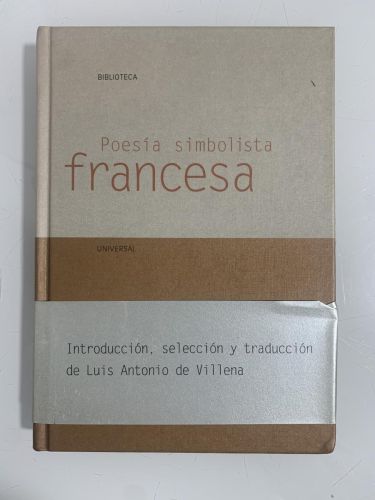 BIBLIOTECA
Poesía simbolista
francesa
UNIVERSAL
Introducción, selección y traducción
de Luis Antonio de Villena